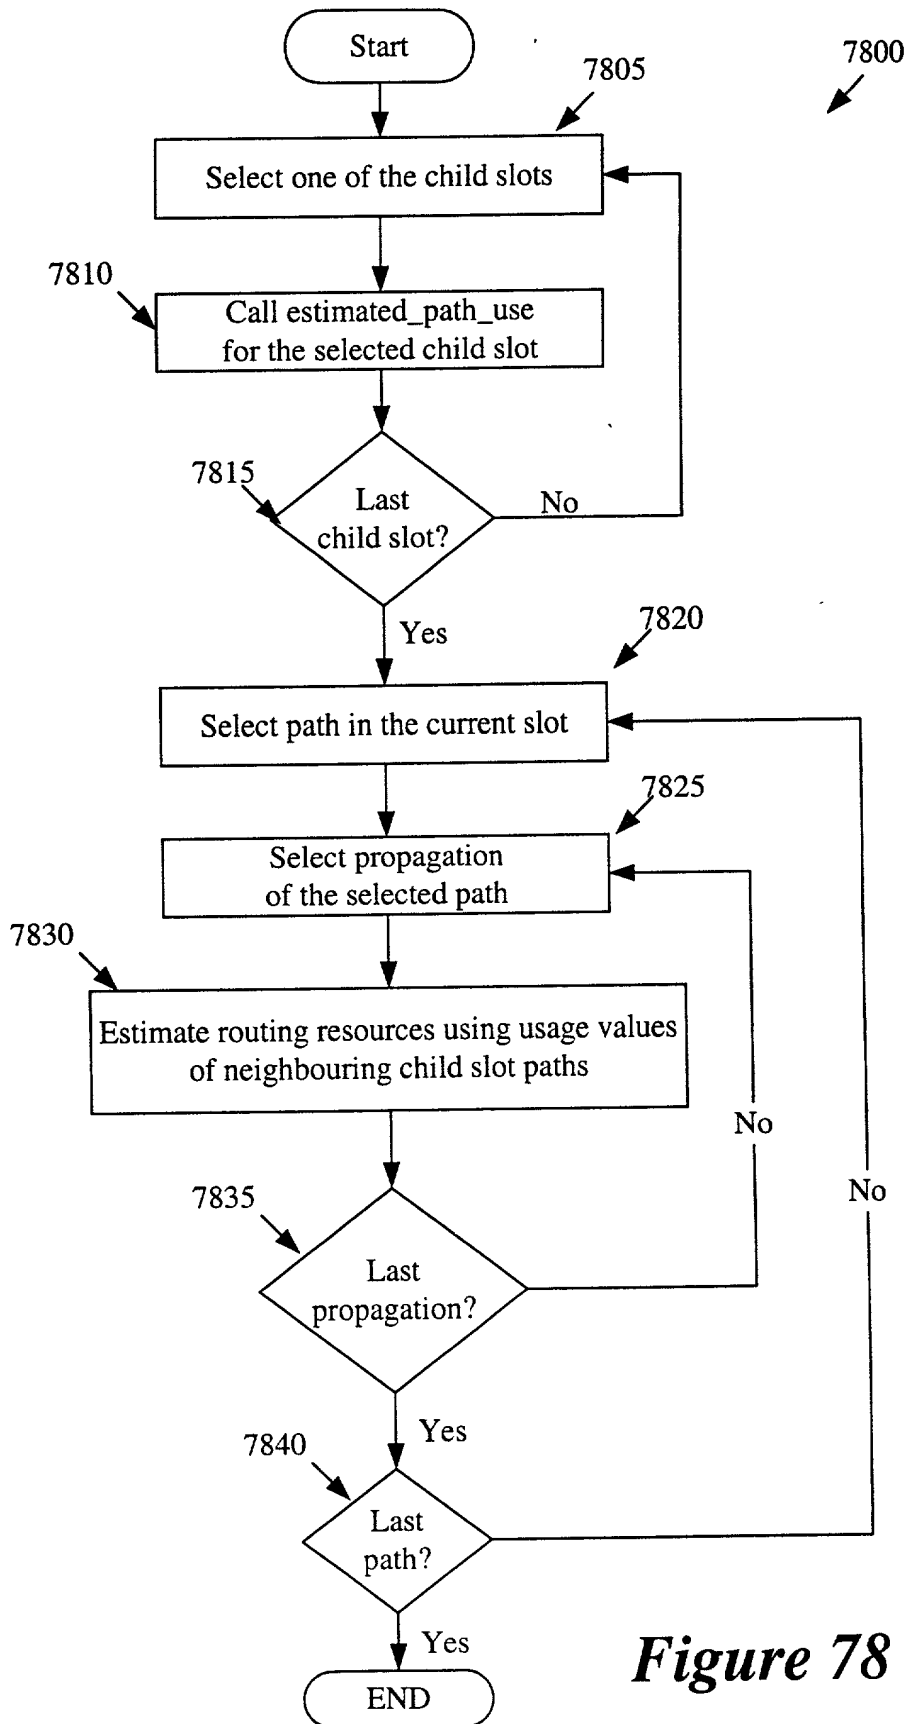 Start
7800
7805
Select one of the child slots
7810
Call estimated_path_use
for the selected child slot
7815
Last
child slot?
No
Yes
7820
Select path in the current slot
7825
Select propagation
of the selected path
7830
Estimate routing resources using usage values
of neighbouring child slot paths
No
No
7835
Last
propagation?
Yes
7840
Last
path?
Yes
END
Figure 78